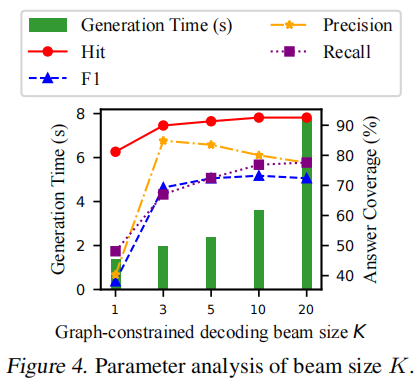 Generation Time (s)
Hit
F1
Precision
Recall
Generation Time (s)
8
6
4
2
0
Answer Coverage (%)
90
80
70
60
50
40
1 3 5 10 20
Graph-constrained decoding beam size K
Figure 4. Parameter analysis of beam size K.